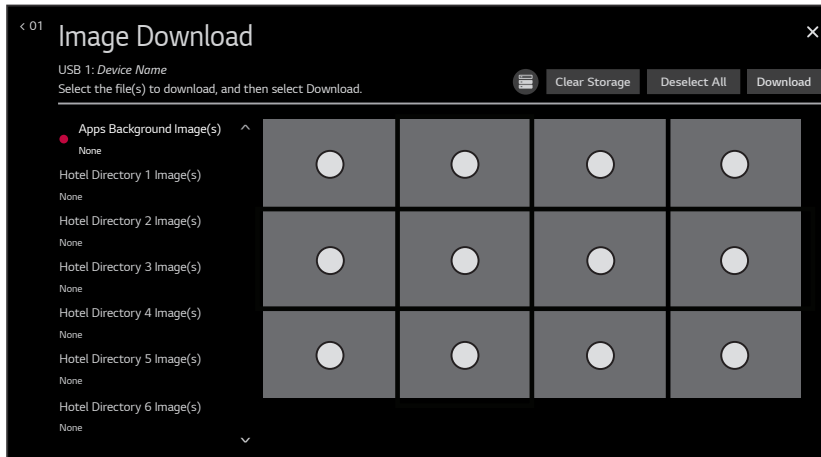 < 01
Image Download
USB 1: Device Name
Select the file(s) to download, and then select Download.
Clear Storage
Deselect All
Download
Apps Background Image(s)
None
Hotel Directory 1 Image(s)
None
Hotel Directory 2 Image(s)
None
Hotel Directory 3 Image(s)
None
Hotel Directory 4 Image(s)
None
Hotel Directory 5 Image(s)
None
Hotel Directory 6 Image(s)
None